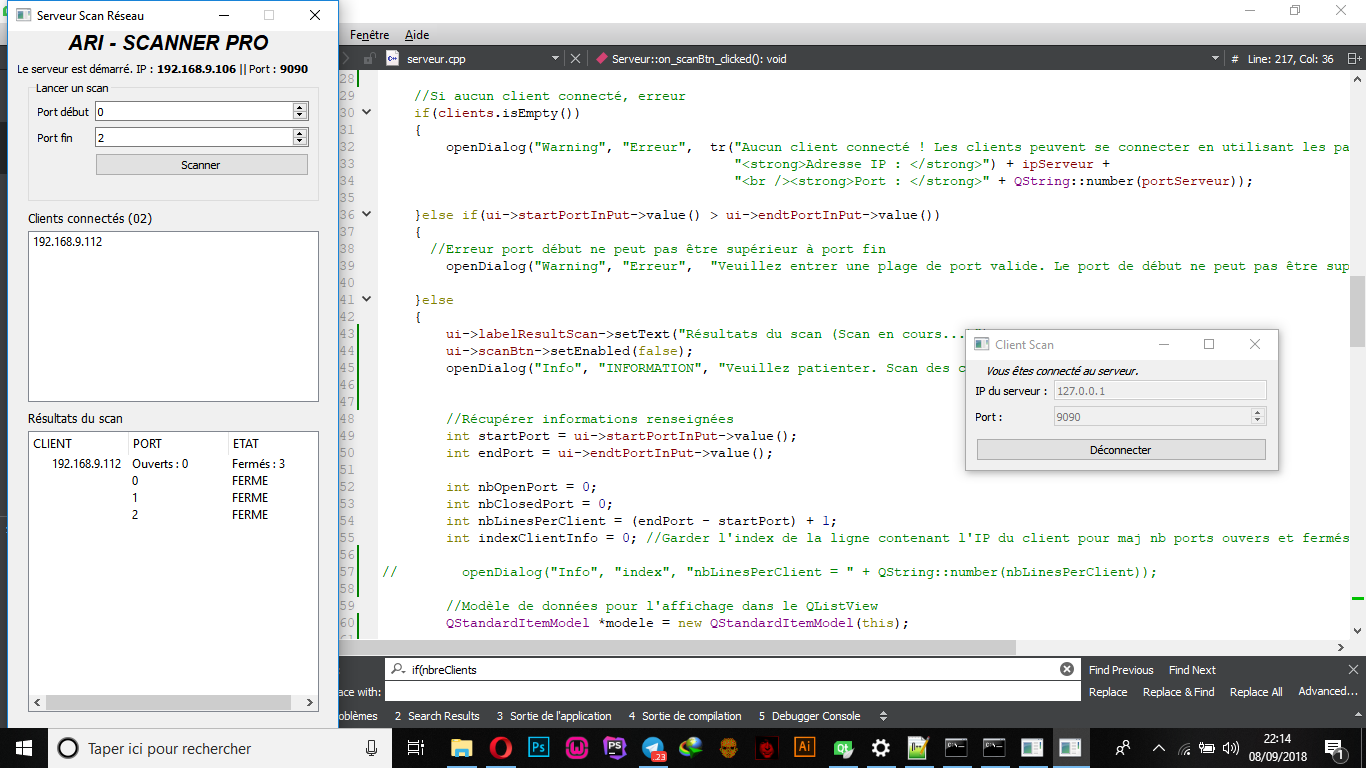 Serveur Scan Réseau
ARI - SCANNER PRO
Le serveur est démarré. IP : 192.168.9.106 || Port : 9090
Lancer un scan
Port début 0
Port fin 2
Scanner
Clients connectés (02)
192.168.9.112
Résultats du scan
CLIENT PORT ETAT
192.168.9.112 Ouverts : 0 Fermés : 3
0 FERME
1 FERME
2 FERME
Fenêtre Aide
serveur.cpp Serveur::on_scanBtn_clicked(): void # Line: 217, Col: 36
28
29 //Si aucun client connecté, erreur
30 if(clients.isEmpty())
31 {
32 openDialog("Warning", "Erreur", tr("Aucun client connecté ! Les clients peuvent se connecter en utilisant les pa
33 "<strong>Adresse IP : </strong>") + ipServeur +
34 "<br /><strong>Port : </strong>" + QString::number(portServeur));
35
36 }else if(ui->startPortInPut->value() > ui->endtPortInPut->value())
37 {
38 //Erreur port début ne peut pas être supérieur à port fin
39 openDialog("Warning", "Erreur", "Veuillez entrer une plage de port valide. Le port de début ne peut pas être sup
40
41 }else
42 {
43 ui->labelResultScan->setText("Résultats du scan (Scan en cours...
44 ui->scanBtn->setEnabled(false);
45 openDialog("Info", "INFORMATION", "Veuillez patienter. Scan des c
46
47
48 //Récupérer informations renseignées
49 int startPort = ui->startPortInPut->value();
50 int endPort = ui->endtPortInPut->value();
51
52 int nbOpenPort = 0;
53 int nbClosedPort = 0;
54 int nbLinesPerClient = (endPort - startPort) + 1;
55 int indexClientInfo = 0; //Garder l'index de la ligne contenant l'IP du client pour maj nb ports ouvers et fermés
56
57 // openDialog("Info", "index", "nbLinesPerClient = " + QString::number(nbLinesPerClient));
58
59 //Modèle de données pour l'affichage dans le QListView
60 QStandardItemModel *modele = new QStandardItemModel(this);
Client Scan
Vous êtes connecté au serveur.
IP du serveur : 127.0.0.1
Port : 9090
Déconnecter
if(nbreClients Find Previous Find Next
ace with: Replace Replace & Find Replace All Advanced...
oblèmes 2 Search Results 3 Sortie de l'application 4 Sortie de compilation 5 Debugger Console
Taper ici pour rechercher
Ps
PS
23
Ai
Qt
22:14
08/09/2018
1